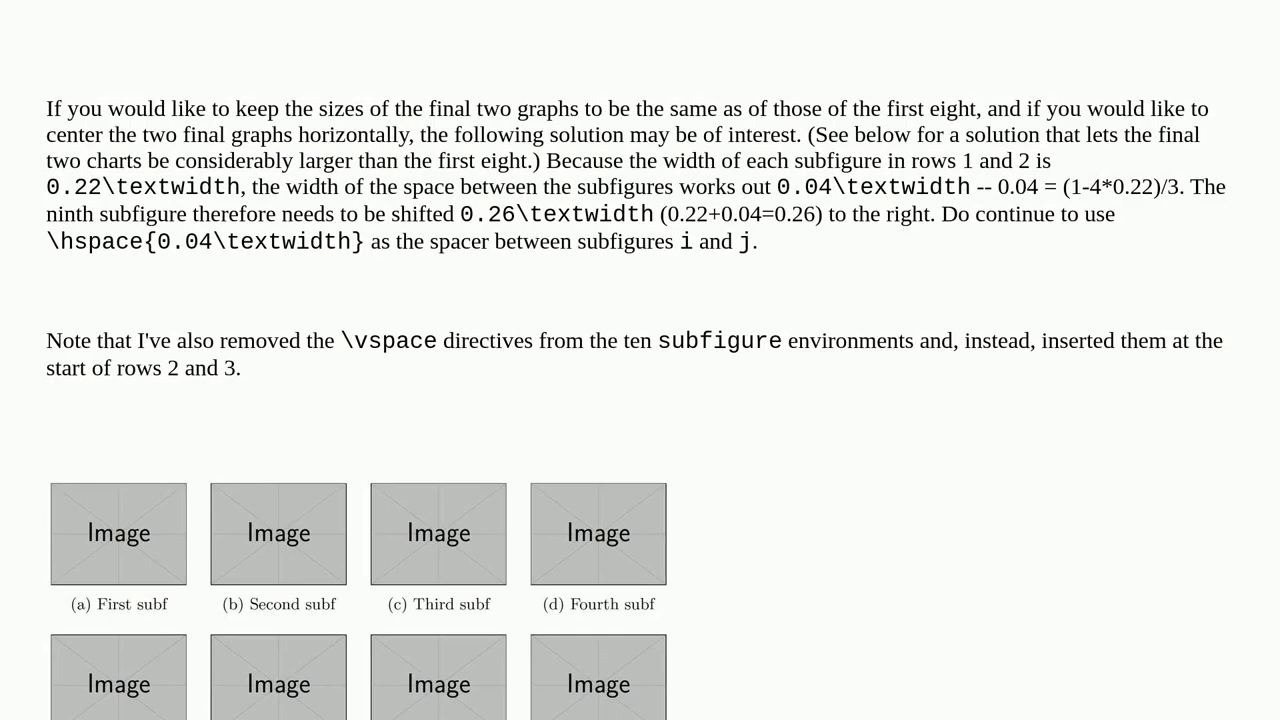 If you would like to keep the sizes of the final two graphs to be the same as of those of the first eight, and if you would like to
center the two final graphs horizontally, the following solution may be of interest. (See below for a solution that lets the final
two charts be considerably larger than the first eight.) Because the width of each subfigure in rows 1 and 2 is
0.22\textwidth, the width of the space between the subfigures works out 0.04\textwidth -- 0.04 = (1-4*0.22)/3. The
ninth subfigure therefore needs to be shifted 0.26\textwidth (0.22+0.04=0.26) to the right. Do continue to use
\hspace{0.04\textwidth} as the spacer between subfigures i and j.
Note that I've also removed the \vspace directives from the ten subfigure environments and, instead, inserted them at the
start of rows 2 and 3.
Image Image Image Image
(a) First subf (b) Second subf (c) Third subf (d) Fourth subf
Image Image Image Image